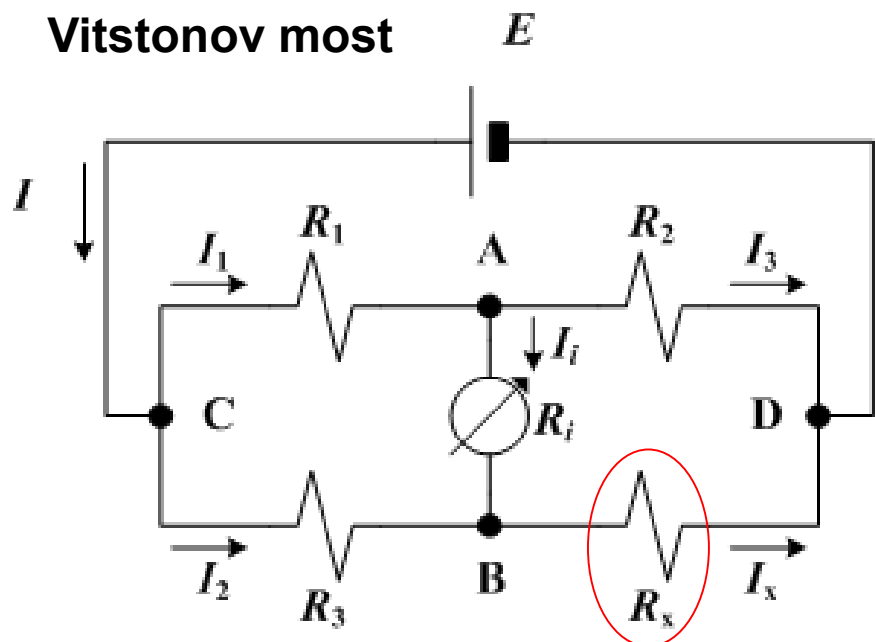 Vitstonov most
E
I
R₁
R₂
I₁
A
I₃
Iᵢ
C
Rᵢ
D
I₂
R₃
B
Rₓ
Iₓ